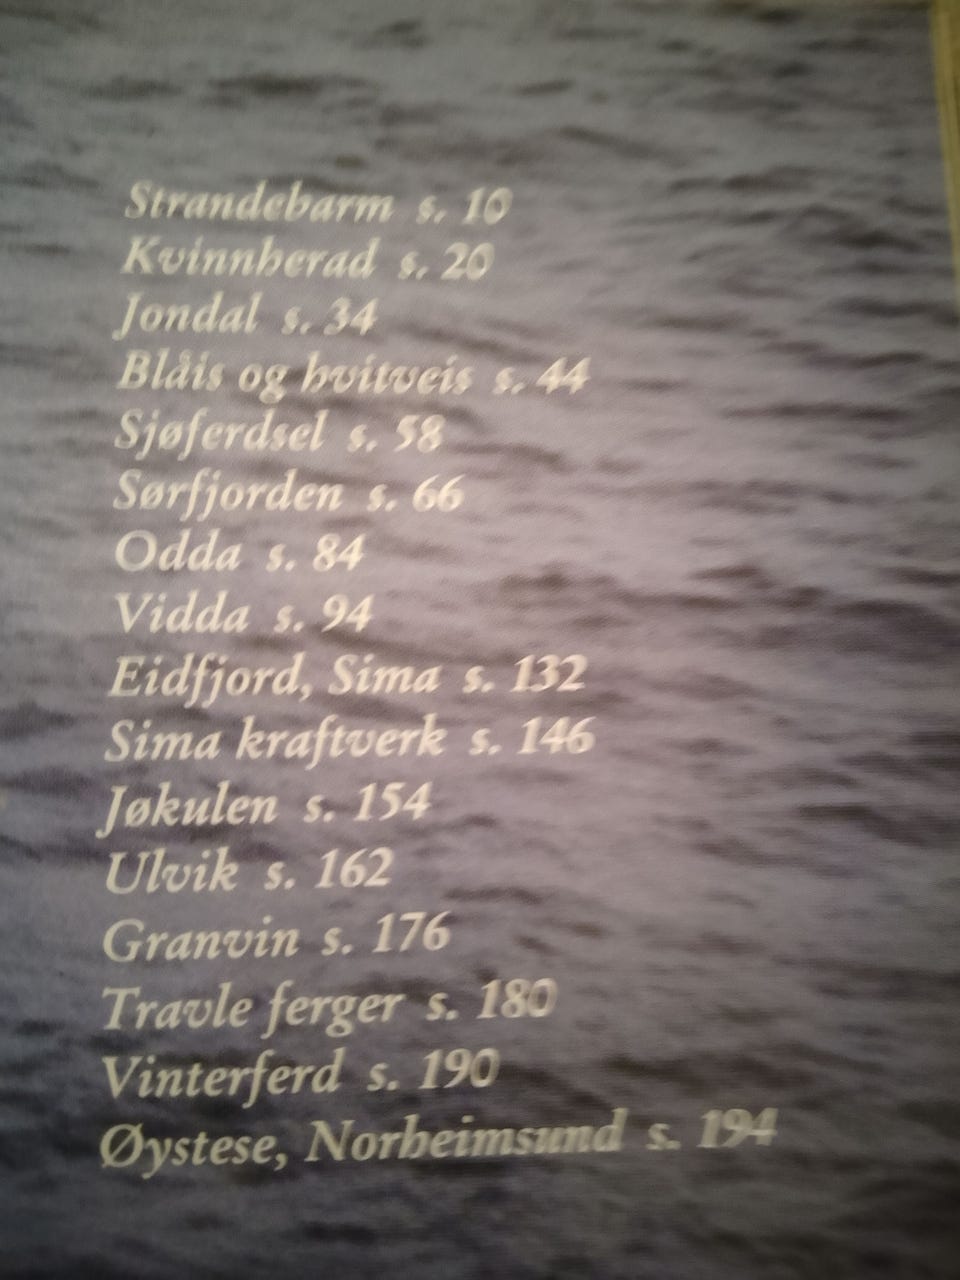 Strandebarm s. 10
Kvinnherad s. 20
Jondal s. 34
Blåis og hvitveis s. 44
Sjøferdsel s. 58
Sørfjorden s. 66
Odda s. 84
Vidda s. 94
Eidfjord, Sima s. 132
Sima kraftverk s. 146
Jøkulen s. 154
Ulvik s. 162
Granvin s. 176
Travle ferger s. 180
Vinterferd s. 190
Øystese, Norheimsund s. 194